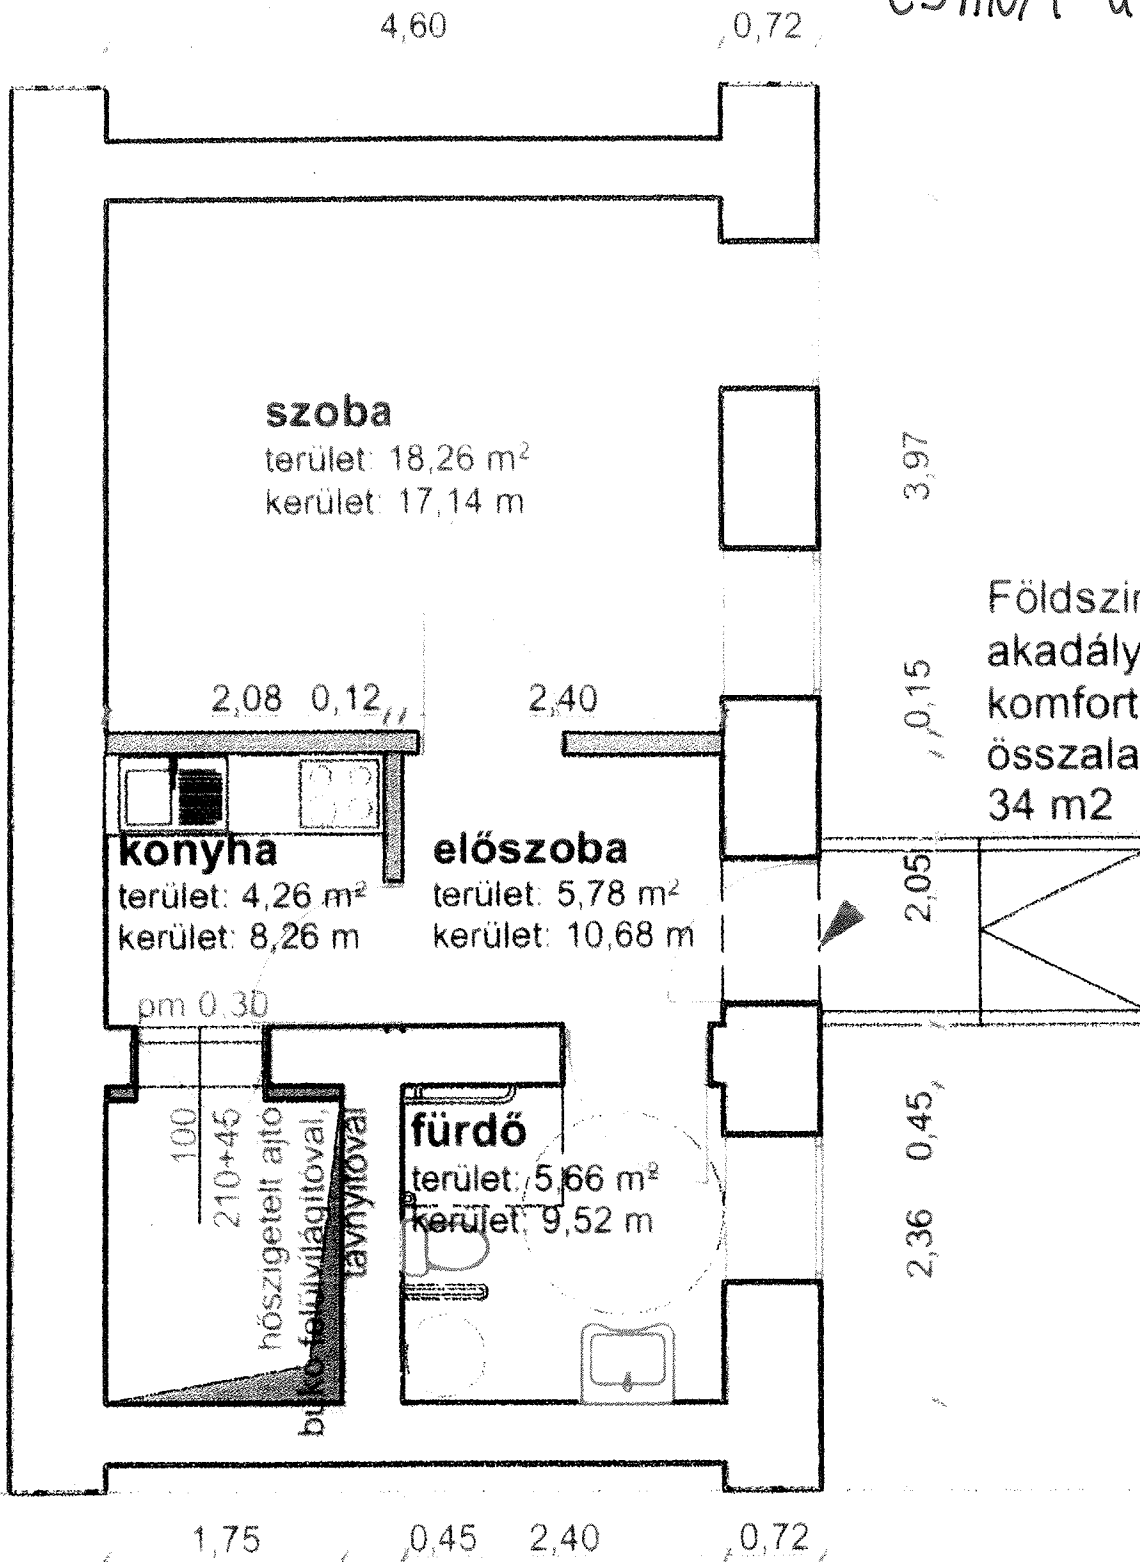 4,60
0,72
szoba
terület: 18,26 m²
kerület: 17,14 m
3,97
Földszin
akadály
komfort
összala
34 m2
2,08 0,12
2,40
0,15
konyha
terület: 4,26 m²
kerület: 8,26 m
előszoba
terület: 5,78 m²
kerület: 10,68 m
2,05
pm 0,30
100
210+45
hőszigetelt ajtó
bukó felülvilágítóval,
távnyitóval
fürdő
terület: 5,66 m²
kerület: 9,52 m
0,45
2,36
1,75
0,45
2,40
0,72